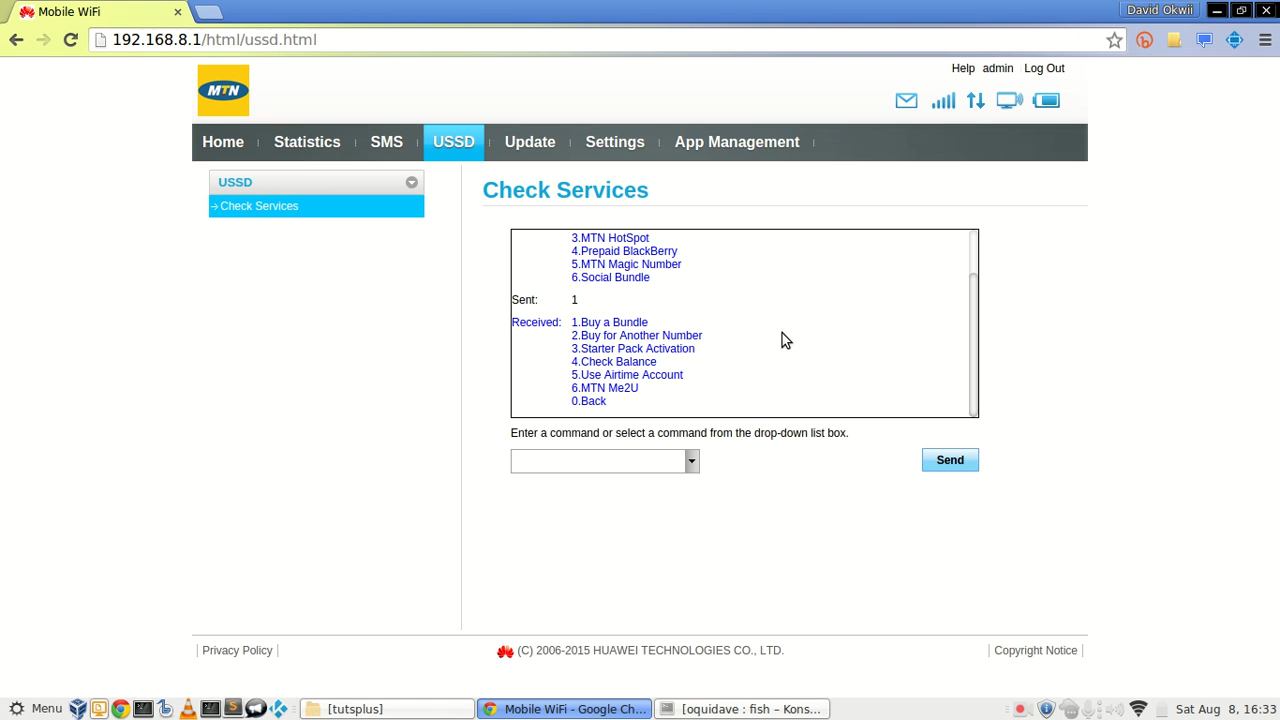 Mobile WiFi
David Okwii
192.168.8.1/html/ussd.html
Help admin Log Out
MTN
Home Statistics SMS USSD Update Settings App Management
USSD
Check Services
Check Services
3.MTN HotSpot
4.Prepaid BlackBerry
5.MTN Magic Number
6.Social Bundle
Sent: 1
Received: 1.Buy a Bundle
2.Buy for Another Number
3.Starter Pack Activation
4.Check Balance
5.Use Airtime Account
6.MTN Me2U
0.Back
Enter a command or select a command from the drop-down list box.
Send
Privacy Policy (C) 2006-2015 HUAWEI TECHNOLOGIES CO., LTD. Copyright Notice
Menu [tutsplus] Mobile WiFi - Google Ch... [oquidave : fish – Kons... Sat Aug 8, 16:33